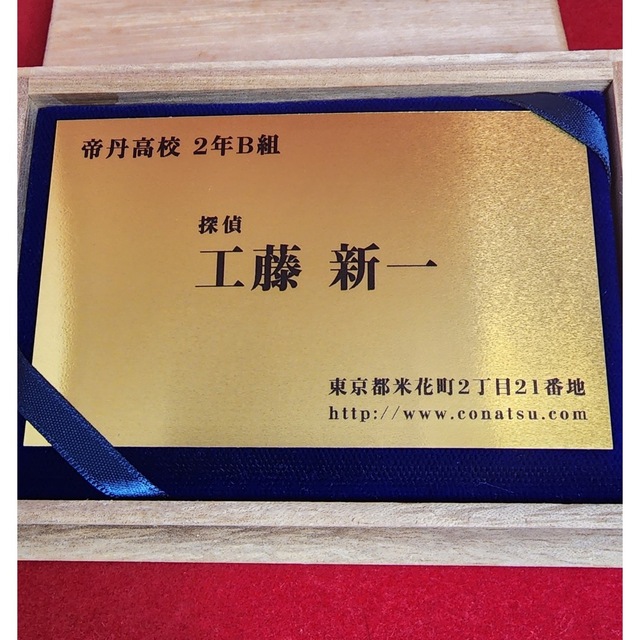 帝丹高校 2年B組
探偵
工藤 新一
東京都米花町2丁目21番地
http://www.conatsu.com